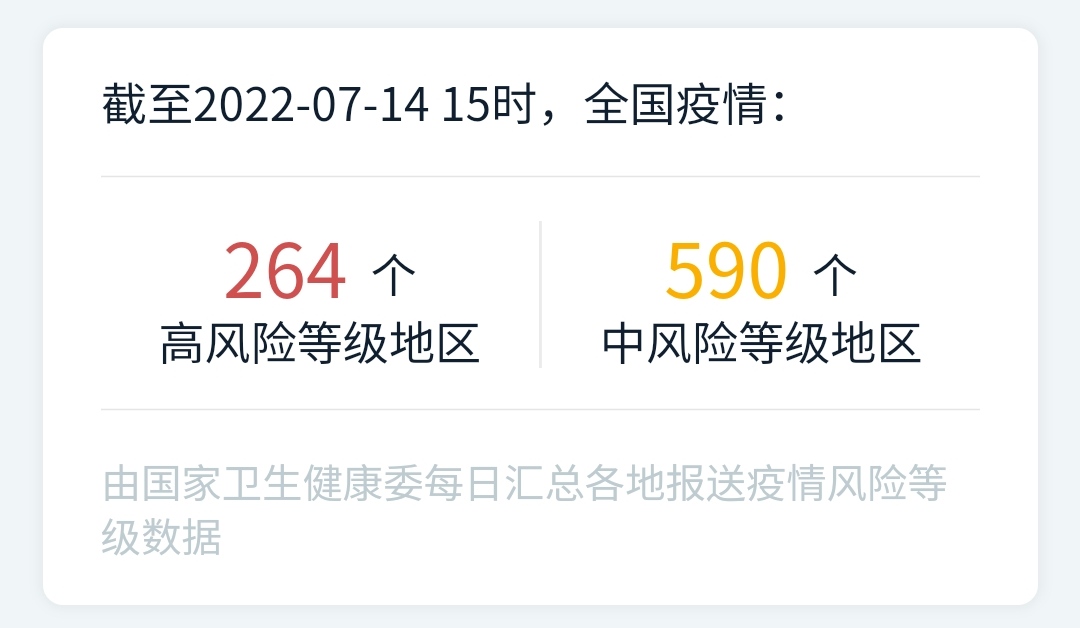 截至2022-07-14 15时，全国疫情：
264 个
高风险等级地区
590 个
中风险等级地区
由国家卫生健康委每日汇总各地报送疫情风险等
级数据